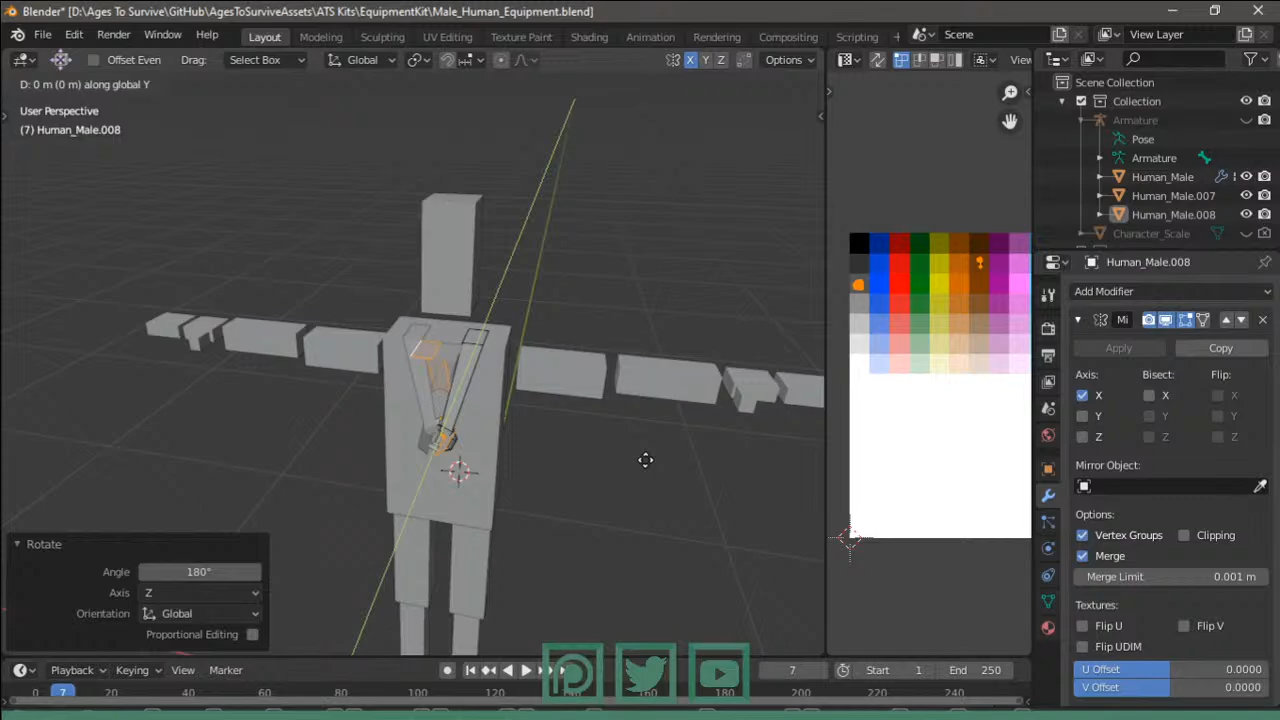 Blender* [D:\Ages To Survive\GitHub\AgesToSurviveAssets\ATS Kits\EquipmentKit\Male_Human_Equipment.blend]
File Edit Render Window Help Layout Modeling Sculpting UV Editing Texture Paint Shading Animation Rendering Compositing Scripting Scene View Layer
Offset Even Drag: Select Box Global Options
D: 0 m (0 m) along global Y
User Perspective
(7) Human_Male.008
Scene Collection
Collection
Armature
Pose
Armature
Human_Male
Human_Male.007
Human_Male.008
Character_Scale
Human_Male.008
Add Modifier
Mi
Apply Copy
Axis: Bisect: Flip:
X X X
Y Y Y
Z Z Z
Mirror Object:
Options:
Vertex Groups Clipping
Merge
Merge Limit 0.001 m
Textures:
Flip U Flip V
Flip UDIM
U Offset 0.0000
V Offset 0.0000
Rotate
Angle 180°
Axis Z
Orientation Global
Proportional Editing
Playback Keying View Marker 7 Start 1 End 250
0 7 20 40 60 80 100 120 140 160 180 200 220 240